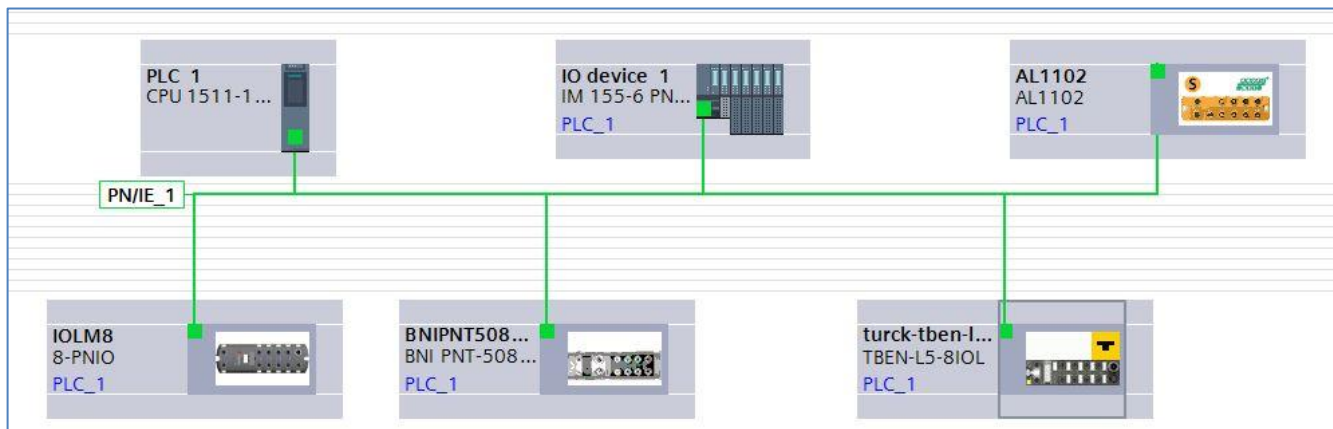 PLC_1
CPU 1511-1...
IO device_1
IM 155-6 PN...
PLC_1
AL1102
AL1102
PLC_1
PN/IE_1
IOLM8
8-PNIO
PLC_1
BNIPNT508...
BNI PNT-508...
PLC_1
turck-tben-l...
TBEN-L5-8IOL
PLC_1